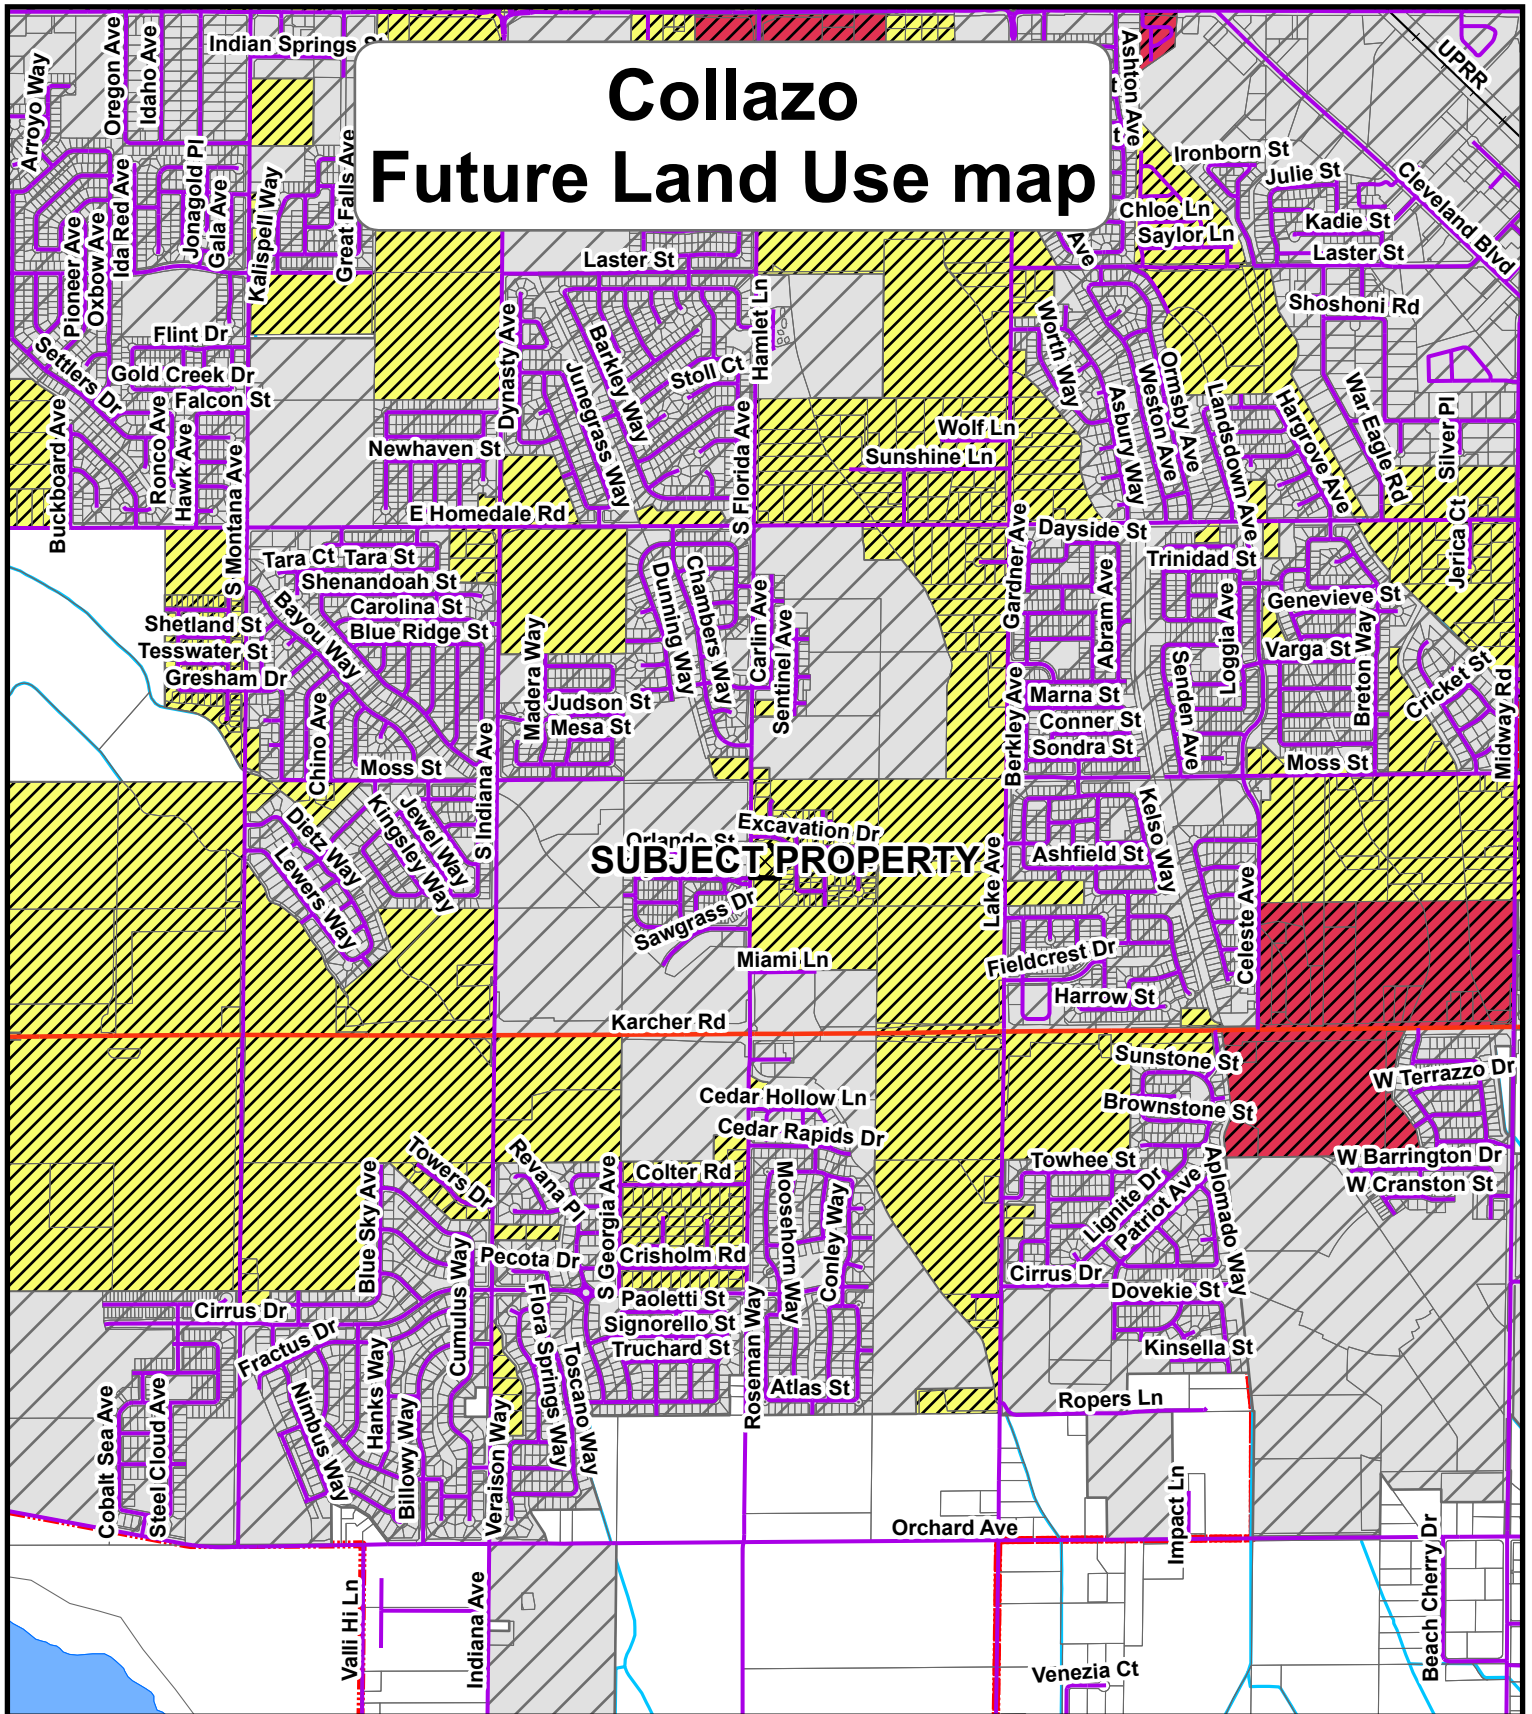 Collazo
Future Land Use map
Indian Springs S
Arroyo Way
Oregon Ave
Idaho Ave
Ashton Ave
UPRR
Ironborn St
Julie St
Cleveland Blvd
Chloe Ln
Kadie St
Saylor Ln
Laster St
Ave
Shoshoni Rd
Pioneer Ave
Oxbow Ave
Ida Red Ave
Jonagold Pl
Gala Ave
Kalispell Way
Great Falls Ave
Laster St
Hamlet Ln
Flint Dr
Settlers Dr
Gold Creek Dr
Falcon St
Dynasty Ave
Barkley Way
Junegrass Way
Stoll Ct
Worth Way
Ormsby Ave
Weston Ave
Asbury Way
Landsdown Ave
Hargrove Ave
War Eagle Rd
Silver Pl
Buckboard Ave
Ronco Ave
Hawk Ave
S Montana Ave
Newhaven St
S Florida Ave
Wolf Ln
Sunshine Ln
E Homedale Rd
Gardner Ave
Dayside St
Trinidad St
Jerica Ct
Tara Ct
Tara St
Shenandoah St
Carolina St
Blue Ridge St
Bayou Way
Shetland St
Tesswater St
Gresham Dr
Chino Ave
Moss St
S Indiana Ave
Madera Way
Judson St
Mesa St
Dunning Way
Chambers Way
Carlin Ave
Sentinel Ave
Abram Ave
Berkley Ave
Marna St
Conner St
Sondra St
Senden Ave
Loggia Ave
Genevieve St
Varga St
Breton Way
Moss St
Cricket St
Midway Rd
Dietz Way
Lewers Way
Kingsley Way
Jewel Way
Orlando St
Excavation Dr
SUBJECT PROPERTY
Sawgrass Dr
Miami Ln
Lake Ave
Ashfield St
Kelso Way
Celeste Ave
Fieldcrest Dr
Harrow St
Karcher Rd
Sunstone St
Brownstone St
W Terrazzo Dr
W Barrington Dr
W Cranston St
Cedar Hollow Ln
Cedar Rapids Dr
Towers Dr
Revana Pl
S Georgia Ave
Colter Rd
Crisholm Rd
Moosehorn Way
Conley Way
Towhee St
Lignite Dr
Patriot Ave
Aplomado Way
Blue Sky Ave
Cumulus Way
Pecota Dr
Cirrus Dr
Cirrus Dr
Dovekie St
Kinsella St
Fractus Dr
Flora Springs Way
Toscano Way
Paoletti St
Signorello St
Truchard St
Roseman Way
Atlas St
Ropers Ln
Cobalt Sea Ave
Steel Cloud Ave
Nimbus Way
Hanks Way
Billowy Way
Veraison Way
Orchard Ave
Impact Ln
Beach Cherry Dr
Valli Hi Ln
Indiana Ave
Venezia Ct